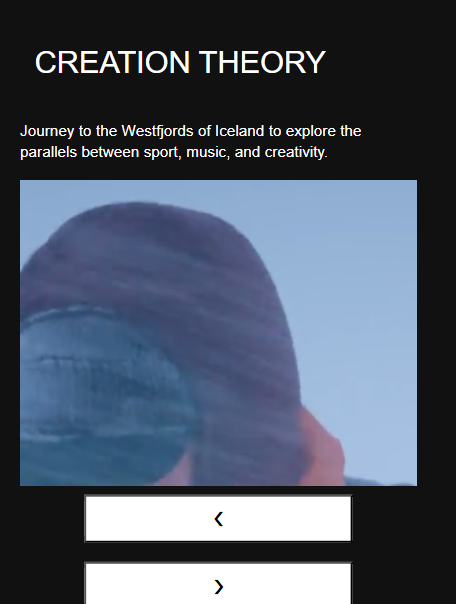 CREATION THEORY
Journey to the Westfjords of Iceland to explore the
parallels between sport, music, and creativity.
‹
›